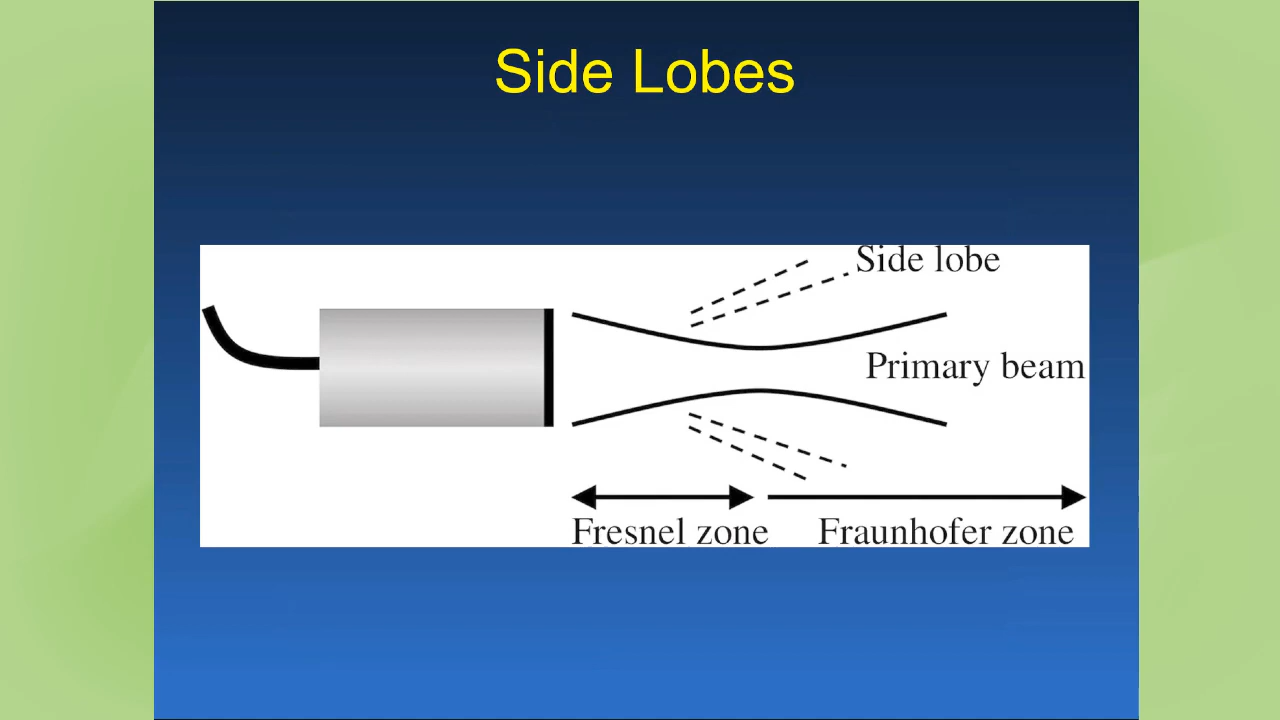 Side Lobes
Side lobe
Primary beam
Fresnel zone
Fraunhofer zone